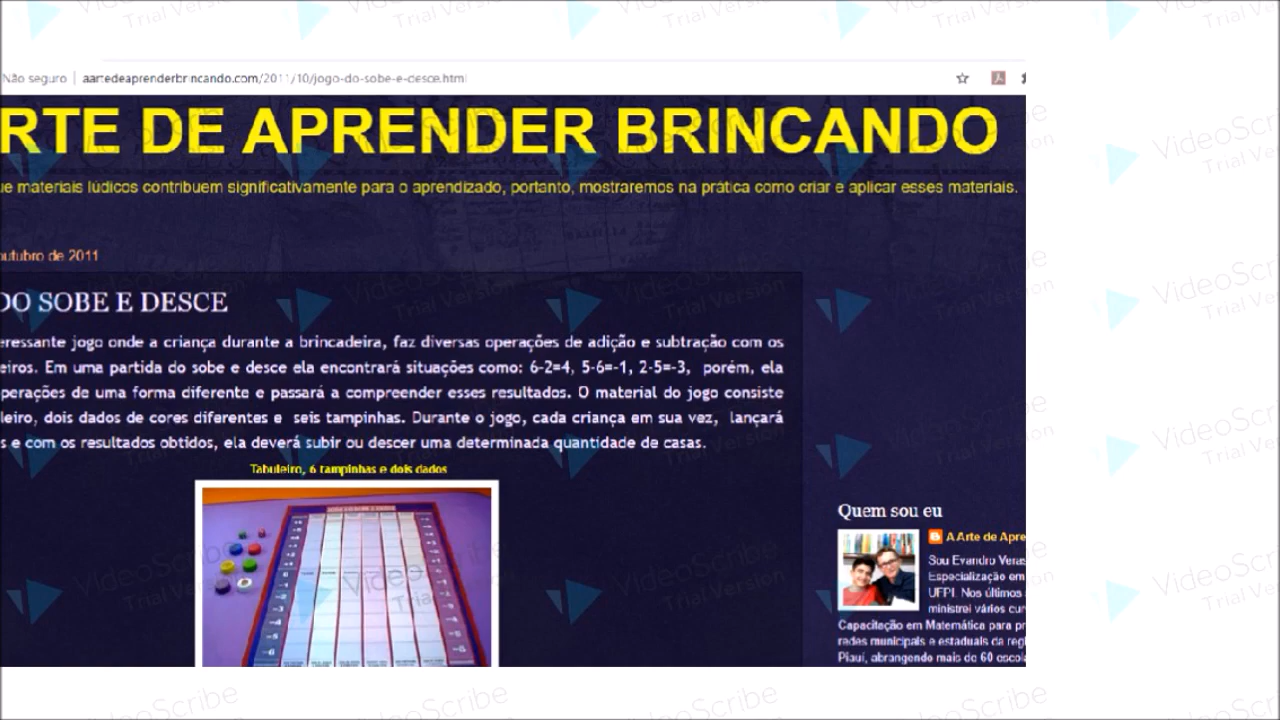 Não seguro | aartedeaprenderbrincando.com/2011/10/jogo-do-sobe-e-desce.html
RTE DE APRENDER BRINCANDO
ue materiais lúdicos contribuem significativamente para o aprendizado, portanto, mostraremos na prática como criar e aplicar esses materiais.
outubro de 2011
DO SOBE E DESCE
eressante jogo onde a criança durante a brincadeira, faz diversas operações de adição e subtração com os
eiros. Em uma partida do sobe e desce ela encontrará situações como: 6-2=4, 5-6=-1, 2-5=-3, porém, ela
perações de uma forma diferente e passará a compreender esses resultados. O material do jogo consiste
leiro, dois dados de cores diferentes e seis tampinhas. Durante o jogo, cada criança em sua vez, lançará
s e com os resultados obtidos, ela deverá subir ou descer uma determinada quantidade de casas.
Tabuleiro, 6 tampinhas e dois dados
Quem sou eu
A Arte de Apre
Sou Evandro Veras
Especialização em
UFPI. Nos últimos
ministrei vários cur
Capacitação em Matemática para pr
redes municipais e estaduais da regi
Piauí, abrangendo mais de 60 escola
VideoScribe
Trial Version